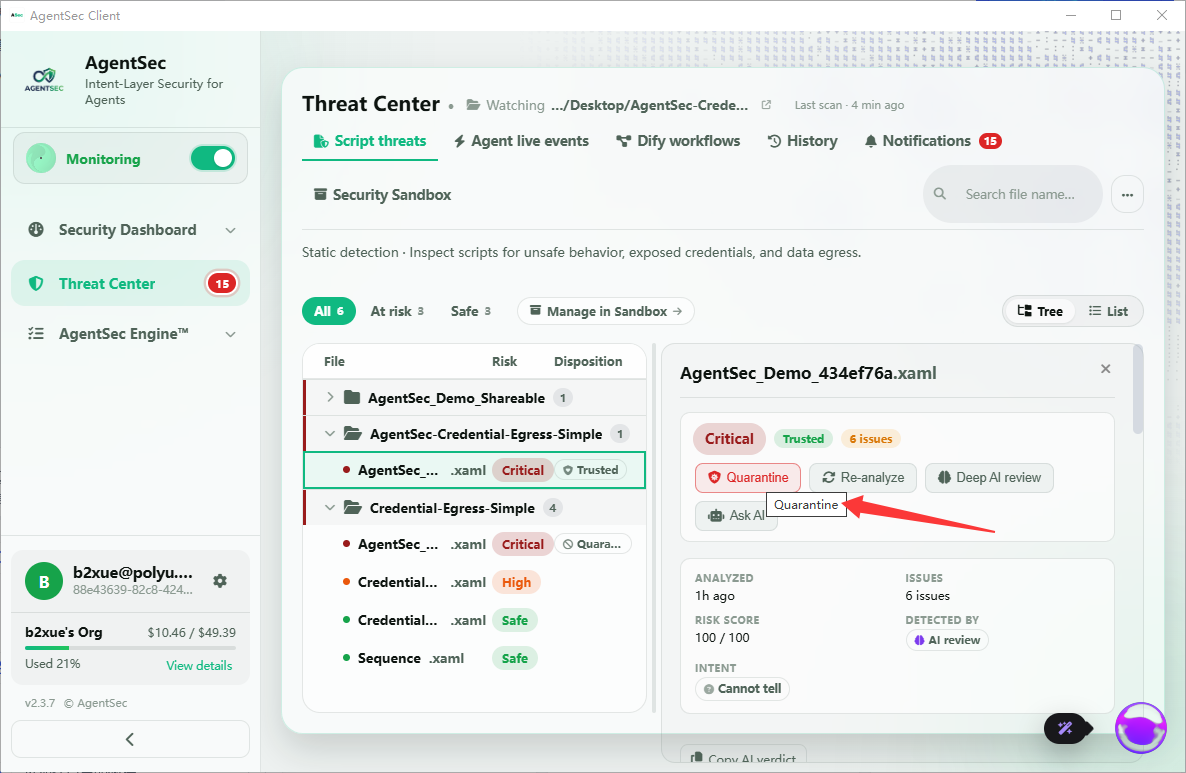 AgentSec Client
AgentSec
Intent-Layer Security for
Agents
AGENTSEC
Monitoring
Security Dashboard
Threat Center 15
AgentSec Engine™
B
b2xue@polyu....
88e43639-82c8-424...
b2xue's Org $10.46 / $49.39
Used 21% View details
v2.3.7 © AgentSec
Threat Center • Watching .../Desktop/AgentSec-Crede... Last scan · 4 min ago
Script threats Agent live events Dify workflows History Notifications 15
Security Sandbox Search file name...
Static detection · Inspect scripts for unsafe behavior, exposed credentials, and data egress.
All 6 At risk 3 Safe 3 Manage in Sandbox → Tree List
File Risk Disposition
AgentSec_Demo_Shareable 1
AgentSec-Credential-Egress-Simple 1
AgentSec_... .xaml Critical Trusted
Credential-Egress-Simple 4
AgentSec_... .xaml Critical Quara...
Credential... .xaml High
Credential... .xaml Safe
Sequence .xaml Safe
AgentSec_Demo_434ef76a.xaml
Critical Trusted 6 issues
Quarantine Re-analyze Deep AI review
Ask AI Quarantine
ANALYZED ISSUES
1h ago 6 issues
RISK SCORE DETECTED BY
100 / 100 AI review
INTENT
Cannot tell
Copy AI verdict